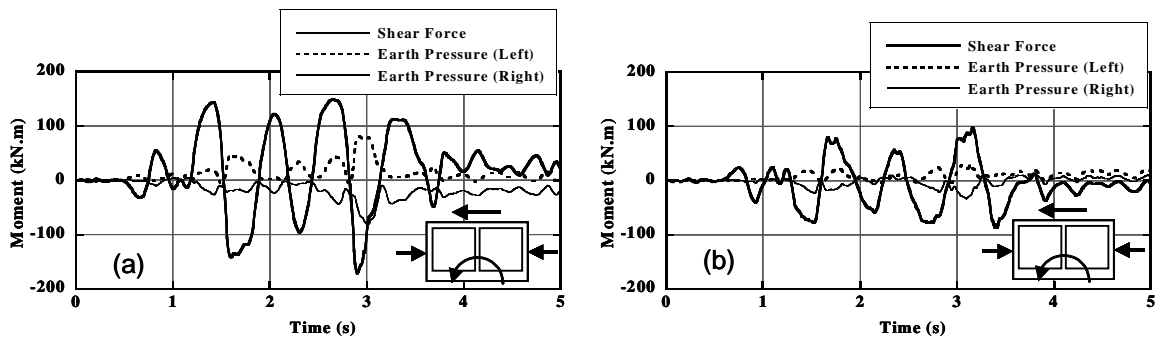 Shear Force
Earth Pressure (Left)
Earth Pressure (Right)
200
100
0
-100
-200
Moment (kN.m)
(a)
0 1 2 3 4 5
Time (s)
Shear Force
Earth Pressure (Left)
Earth Pressure (Right)
200
100
0
-100
-200
Moment (kN.m)
(b)
0 1 2 3 4 5
Time (s)